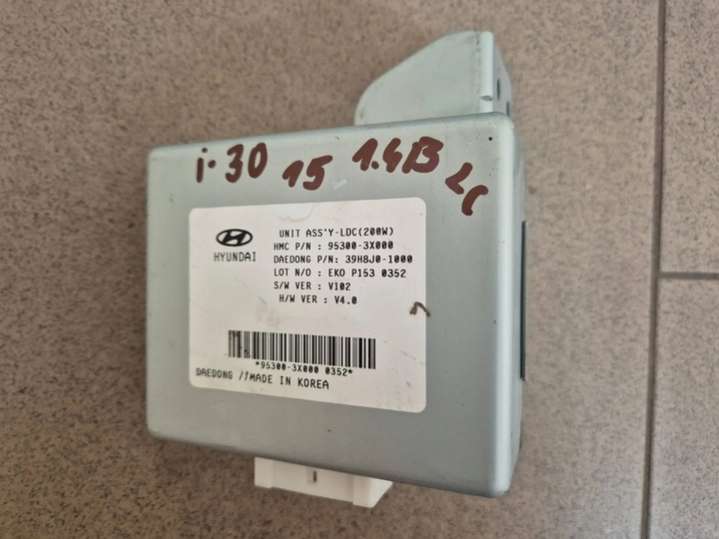 i-30 15 1.4B LC
HYUNDAI
UNIT ASS'Y-LDC(200W)
HMC P/N : 95300-3X000
DAEDONG P/N: 39H8J0-1000
LOT N/O : EKO P153 0352
S/W VER : V102
H/W VER : V4.0
*95300-3X000 0352*
DAEDONG //MADE IN KOREA